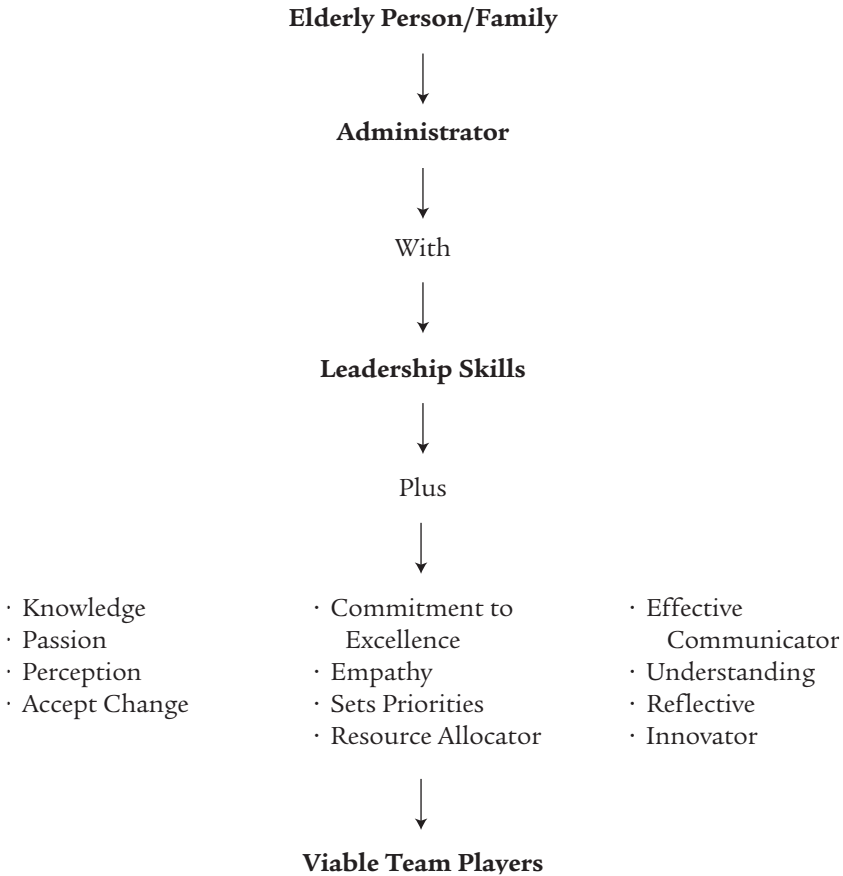 Elderly Person/Family
Administrator
With
Leadership Skills
Plus
· Knowledge
· Passion
· Perception
· Accept Change
· Commitment to
Excellence
· Empathy
· Sets Priorities
· Resource Allocator
· Effective
Communicator
· Understanding
· Reflective
· Innovator
Viable Team Players